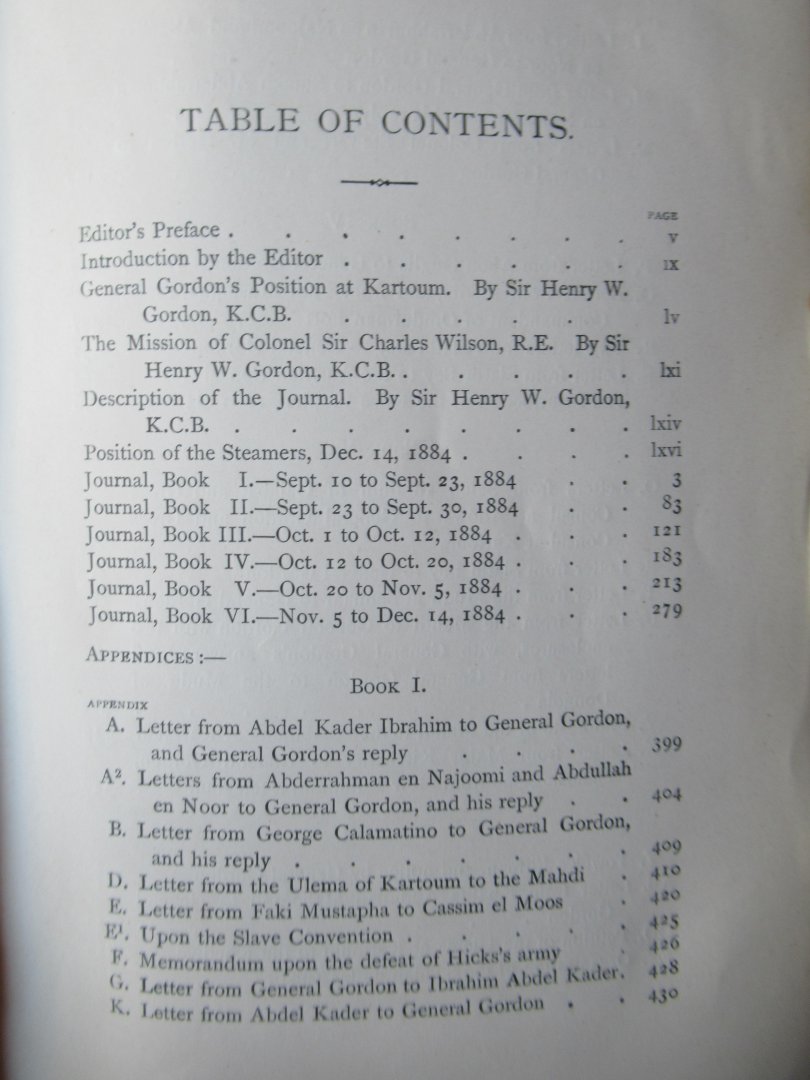 TABLE OF CONTENTS.
PAGE
Editor's Preface . . . . . . . . v
Introduction by the Editor . . . . . . ix
General Gordon's Position at Kartoum. By Sir Henry W.
Gordon, K.C.B. . . . . . . lv
The Mission of Colonel Sir Charles Wilson, R.E. By Sir
Henry W. Gordon, K.C.B. . . . . . lxi
Description of the Journal. By Sir Henry W. Gordon,
K.C.B. . . . . . . . . lxiv
Position of the Steamers, Dec. 14, 1884 . . . . lxvi
Journal, Book I.—Sept. 10 to Sept. 23, 1884 . . 3
Journal, Book II.—Sept. 23 to Sept. 30, 1884 . . 83
Journal, Book III.—Oct. 1 to Oct. 12, 1884 . . . 121
Journal, Book IV.—Oct. 12 to Oct. 20, 1884 . . . 183
Journal, Book V.—Oct. 20 to Nov. 5, 1884 . . . 213
Journal, Book VI.—Nov. 5 to Dec. 14, 1884 . . . 279
APPENDICES :—
BOOK I.
APPENDIX
A. Letter from Abdel Kader Ibrahim to General Gordon,
and General Gordon's reply . . . . 399
A². Letters from Abderrahman en Najoomi and Abdullah
en Noor to General Gordon, and his reply . . 404
B. Letter from George Calamatino to General Gordon,
and his reply . . . . . . . 409
D. Letter from the Ulema of Kartoum to the Mahdi . 410
E. Letter from Faki Mustapha to Cassim el Moos . 420
E¹. Upon the Slave Convention . . . . . 425
F. Memorandum upon the defeat of Hicks's army . 426
G. Letter from General Gordon to Ibrahim Abdel Kader. 428
K. Letter from Abdel Kader to General Gordon . . 430